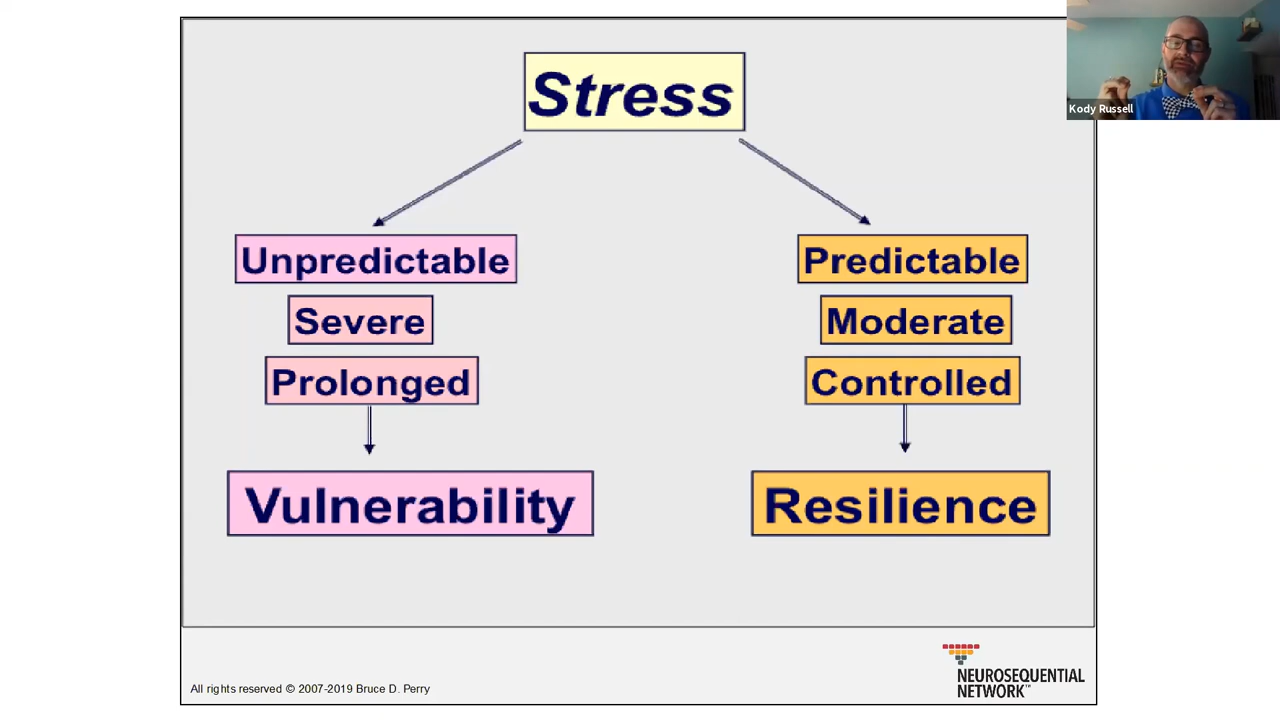 Stress
Unpredictable
Severe
Prolonged
Vulnerability
Predictable
Moderate
Controlled
Resilience
Kody Russell
All rights reserved © 2007-2019 Bruce D. Perry
NEUROSEQUENTIAL
NETWORK™